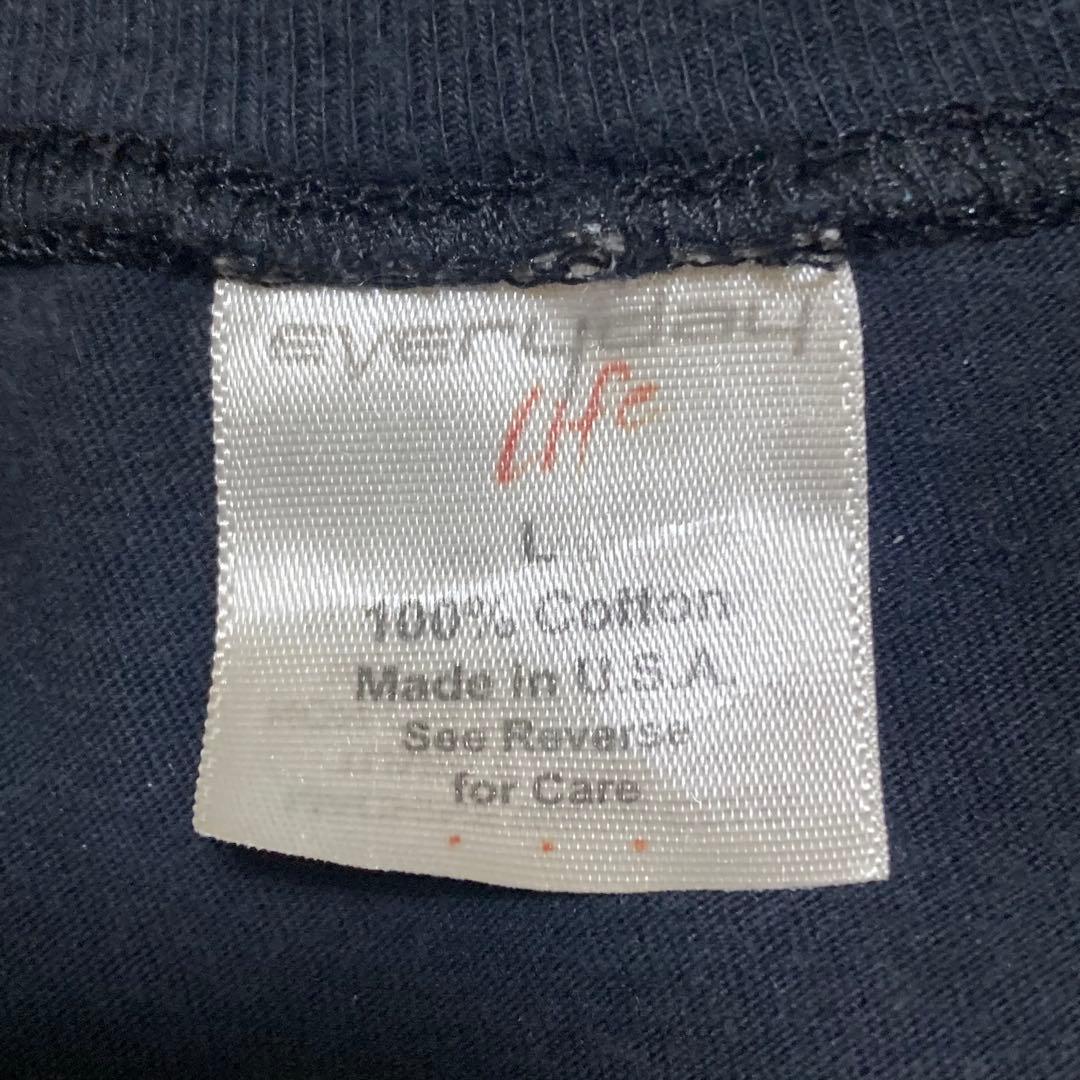 everyday
life
L
100% Cotton
Made in U.S.A.
See Reverse
for Care